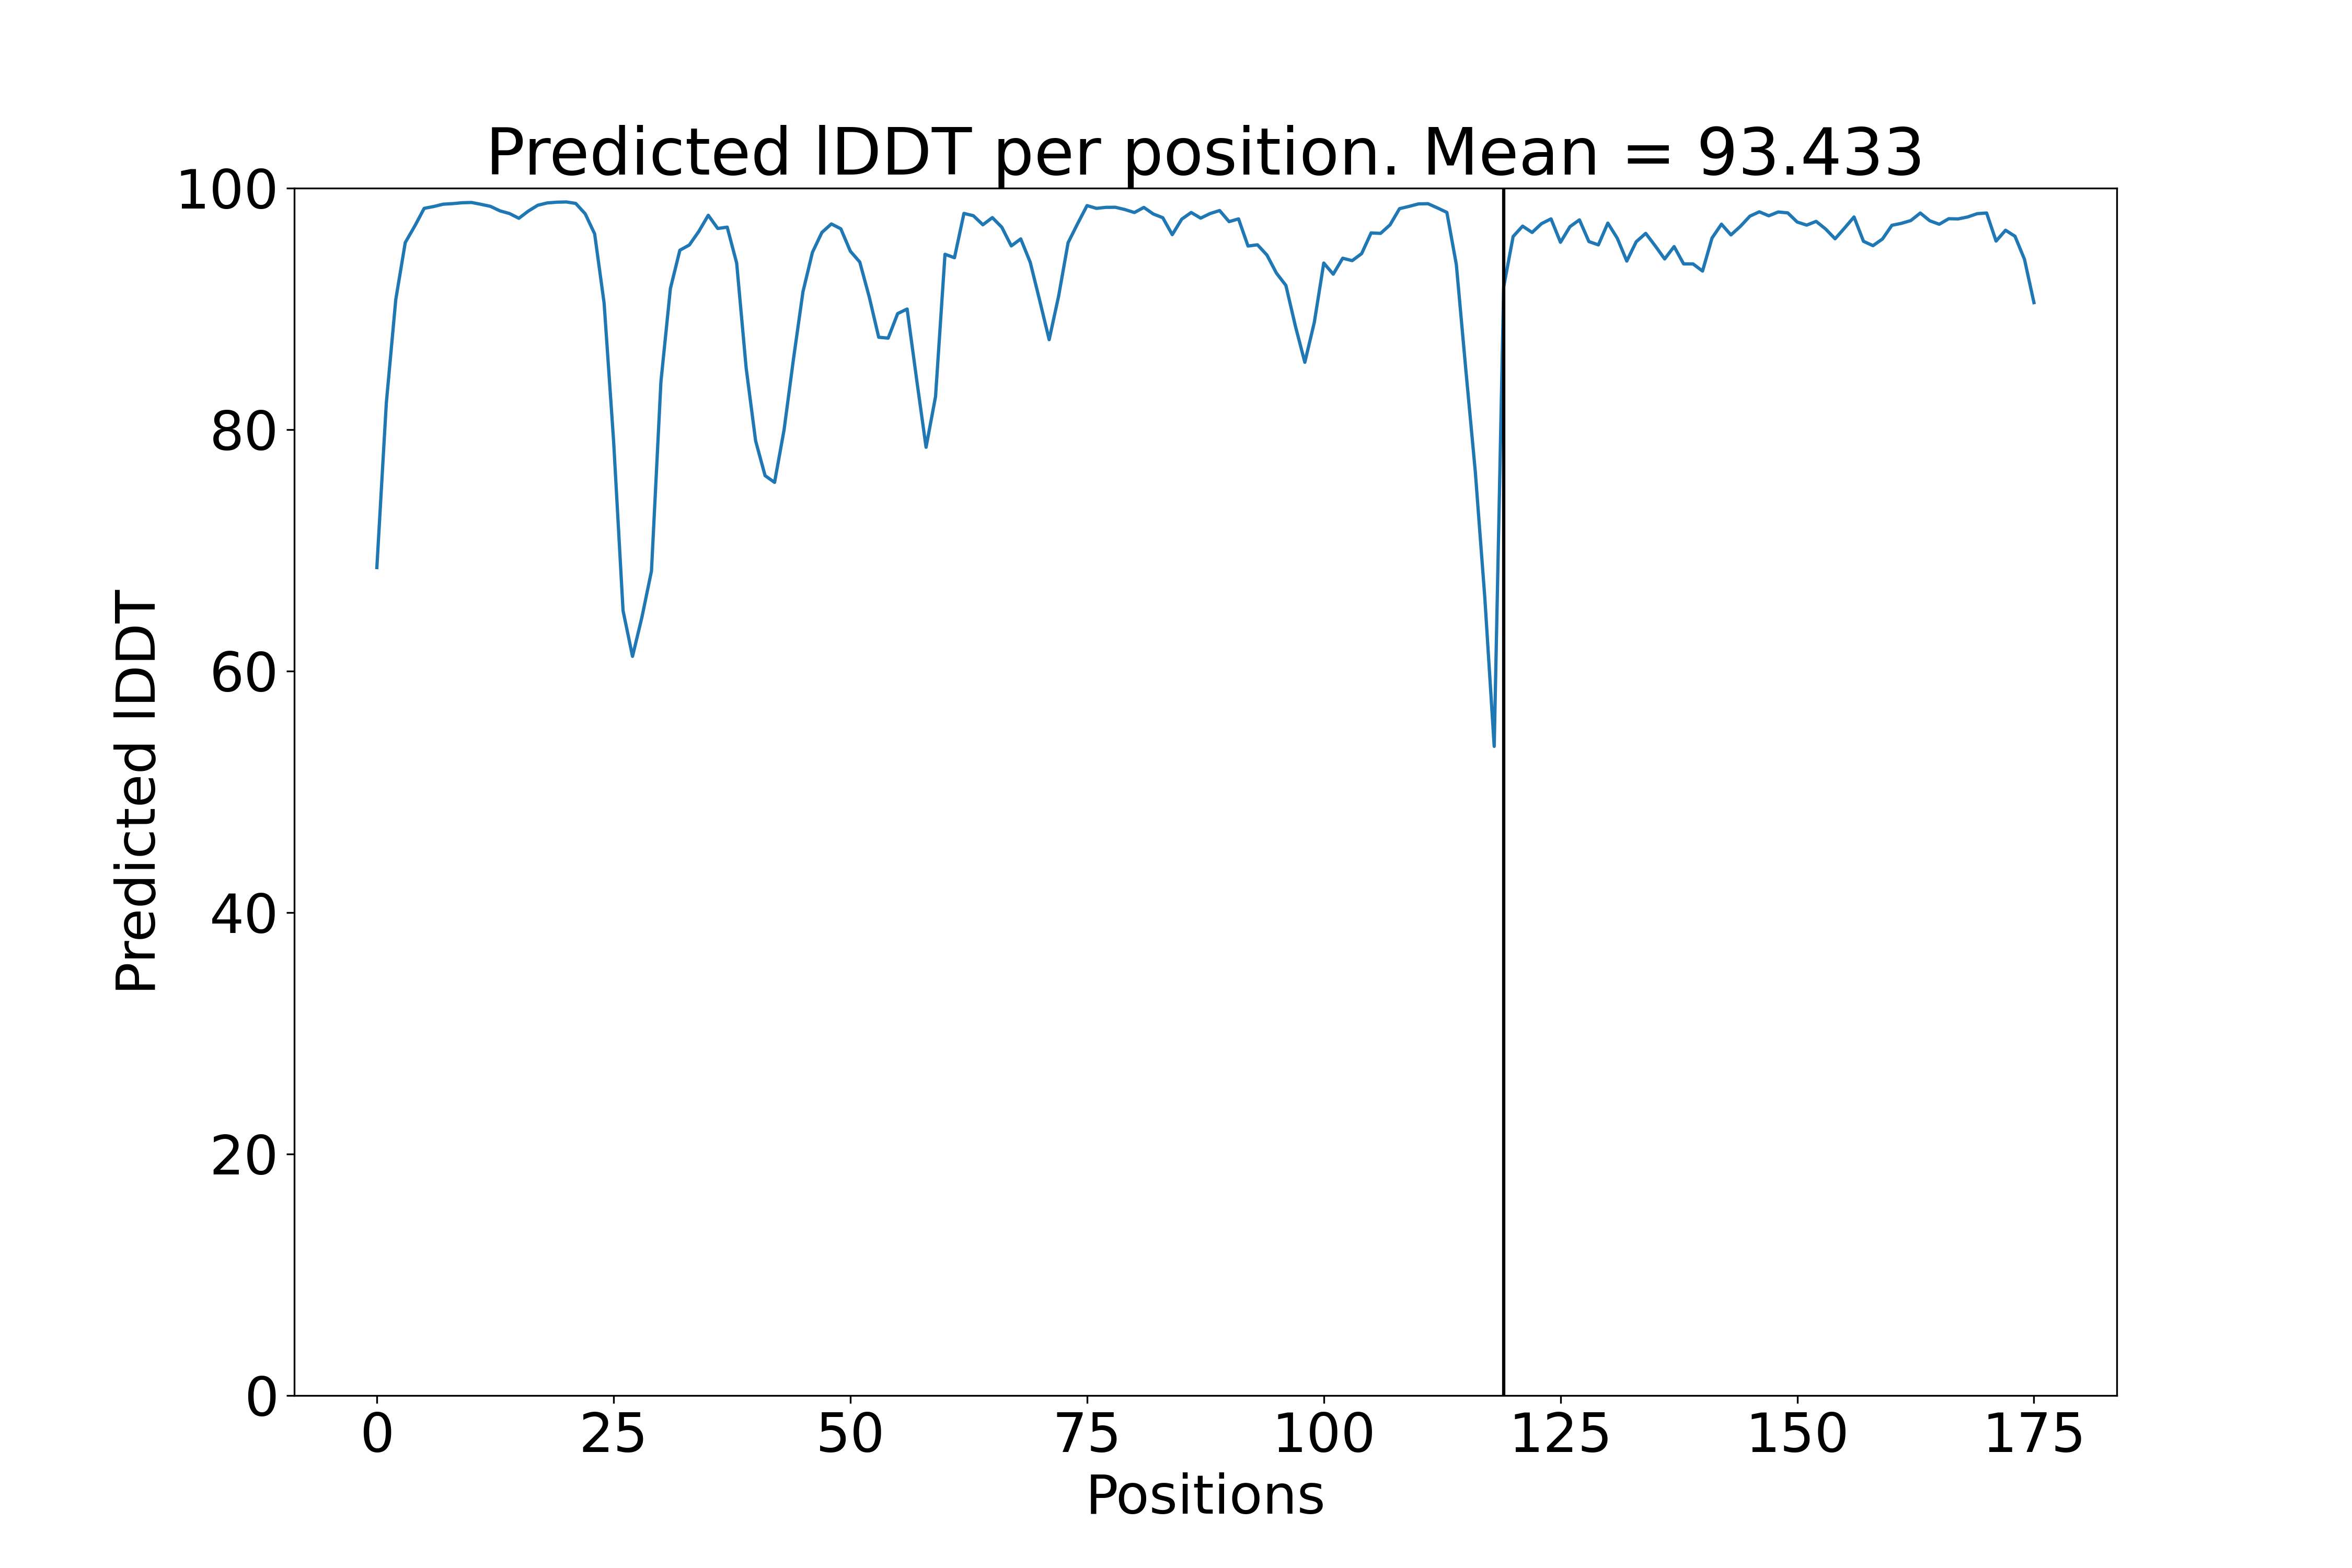 Predicted lDDT per position. Mean = 93.433
100
80
60
40
20
0
Predicted lDDT
0 25 50 75 100 125 150 175
Positions